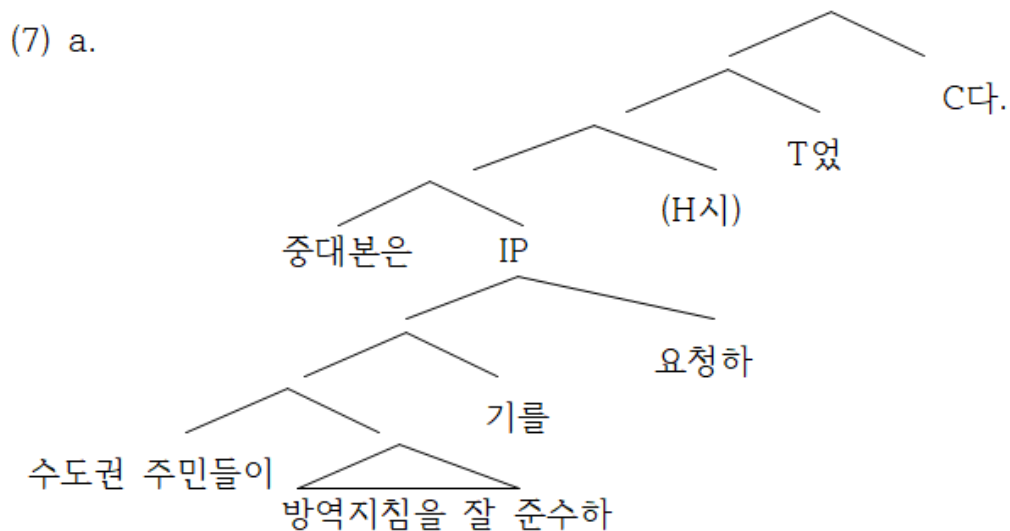 (7) a.
C다.
T었
(H시)
중대본은 IP
요청하
기를
수도권 주민들이
방역지침을 잘 준수하